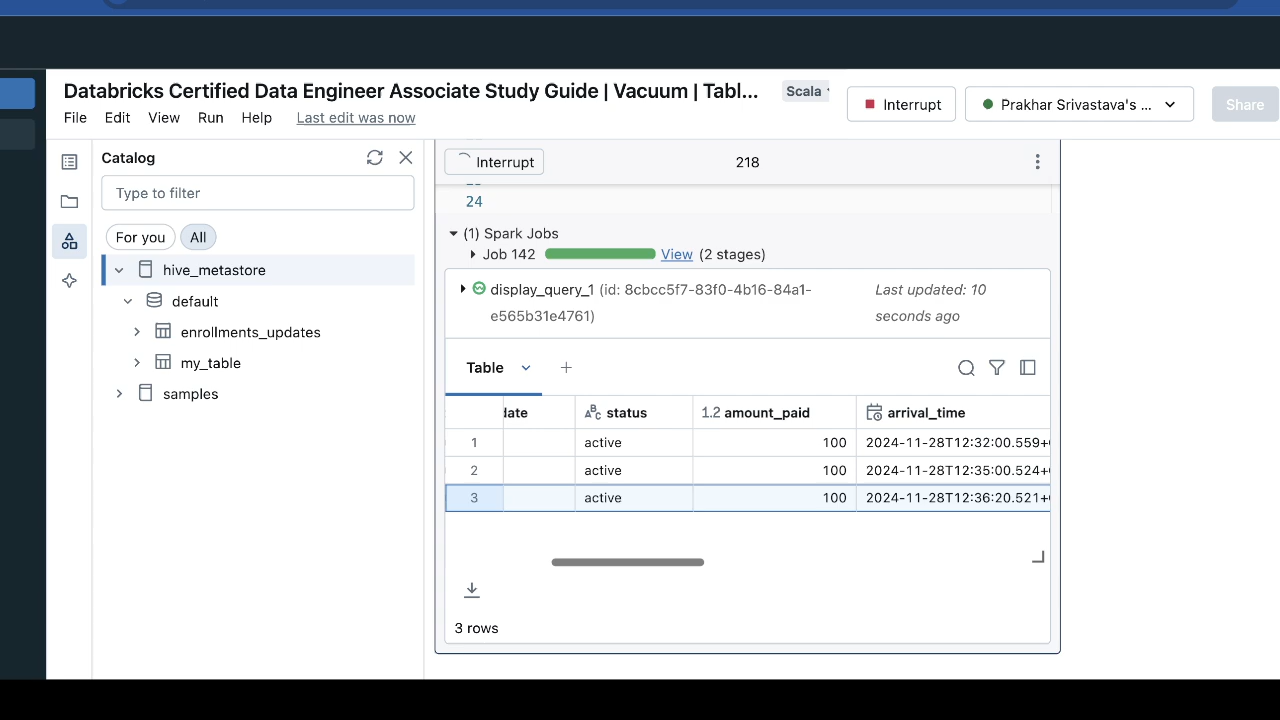 Databricks Certified Data Engineer Associate Study Guide | Vacuum | Tabl...
Scala
Interrupt
Prakhar Srivastava's ...
Share
File Edit View Run Help Last edit was now
Catalog
Type to filter
For you All
hive_metastore
default
enrollments_updates
my_table
samples
Interrupt 218
24
(1) Spark Jobs
Job 142 View (2 stages)
display_query_1 (id: 8cbcc5f7-83f0-4b16-84a1-
e565b31e4761)
Last updated: 10
seconds ago
Table +
status 1.2 amount_paid arrival_time
1 active 100 2024-11-28T12:32:00.559+
2 active 100 2024-11-28T12:35:00.524+
3 active 100 2024-11-28T12:36:20.521+
3 rows